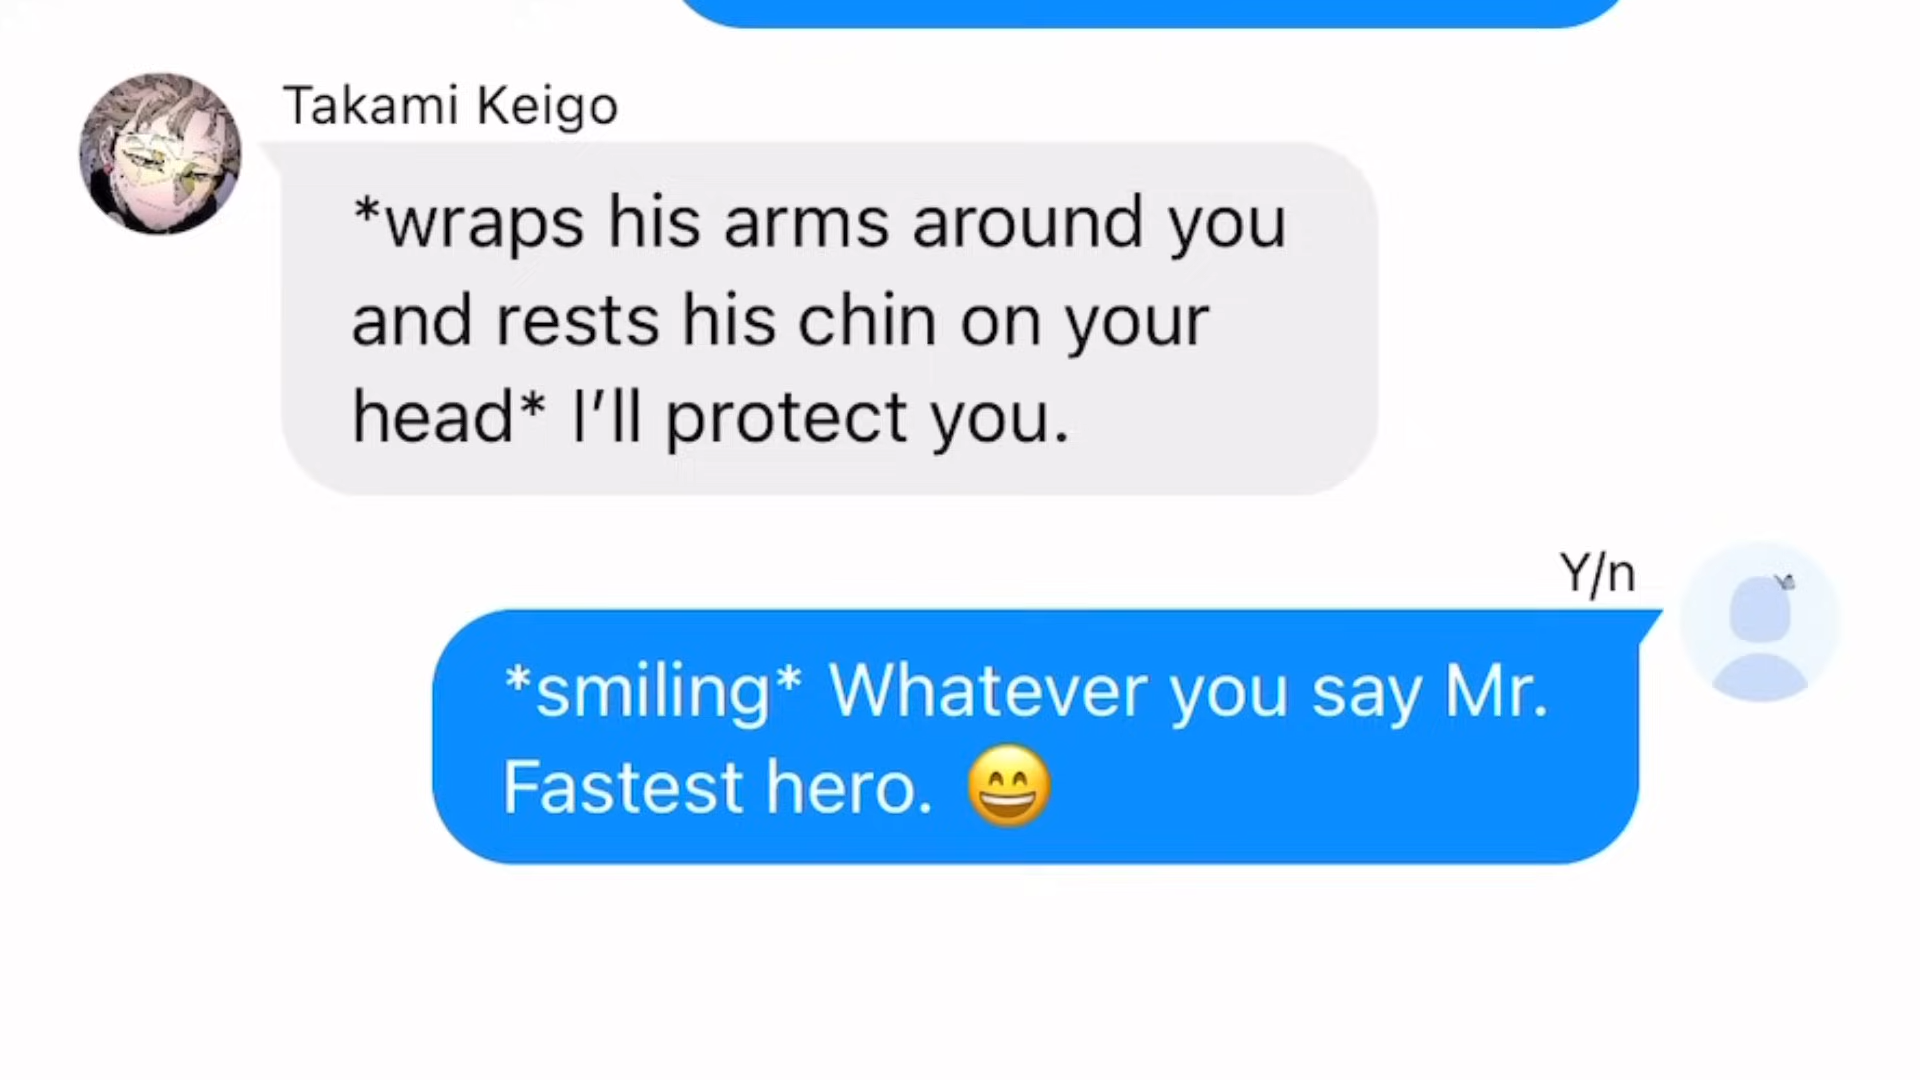 Takami Keigo
*wraps his arms around you
and rests his chin on your
head* I’ll protect you.
Y/n
*smiling* Whatever you say Mr.
Fastest hero. 😄